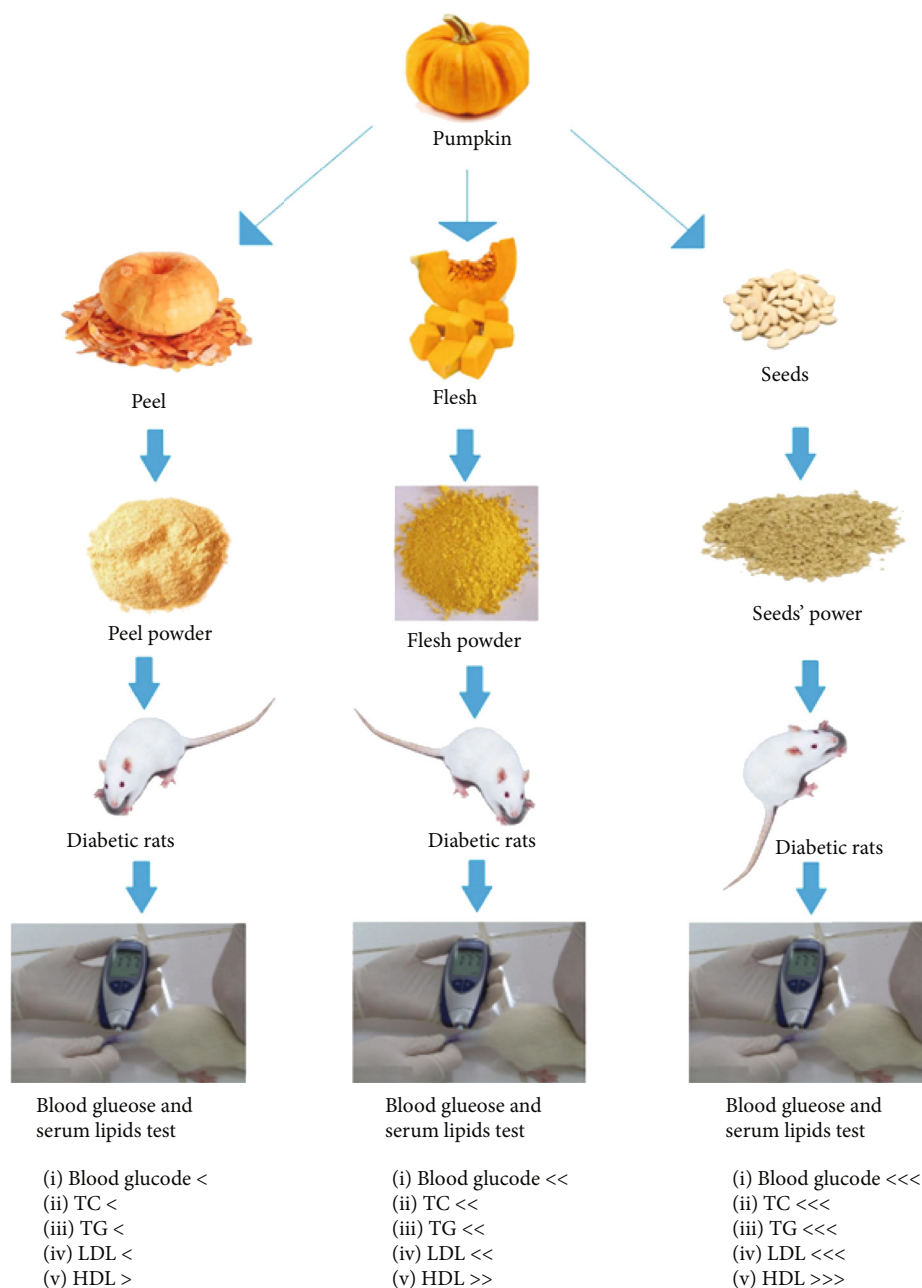 Pumpkin
Peel
Flesh
Seeds
Peel powder
Flesh powder
Seeds' power
Diabetic rats
Diabetic rats
Diabetic rats
Blood glueose and
serum lipids test
(i) Blood glucode <
(ii) TC <
(iii) TG <
(iv) LDL <
(v) HDL >
Blood glueose and
serum lipids test
(i) Blood glucode <<
(ii) TC <<
(iii) TG <<
(iv) LDL <<
(v) HDL >>
Blood glueose and
serum lipids test
(i) Blood glucode <<<
(ii) TC <<<
(iii) TG <<<
(iv) LDL <<<
(v) HDL >>>